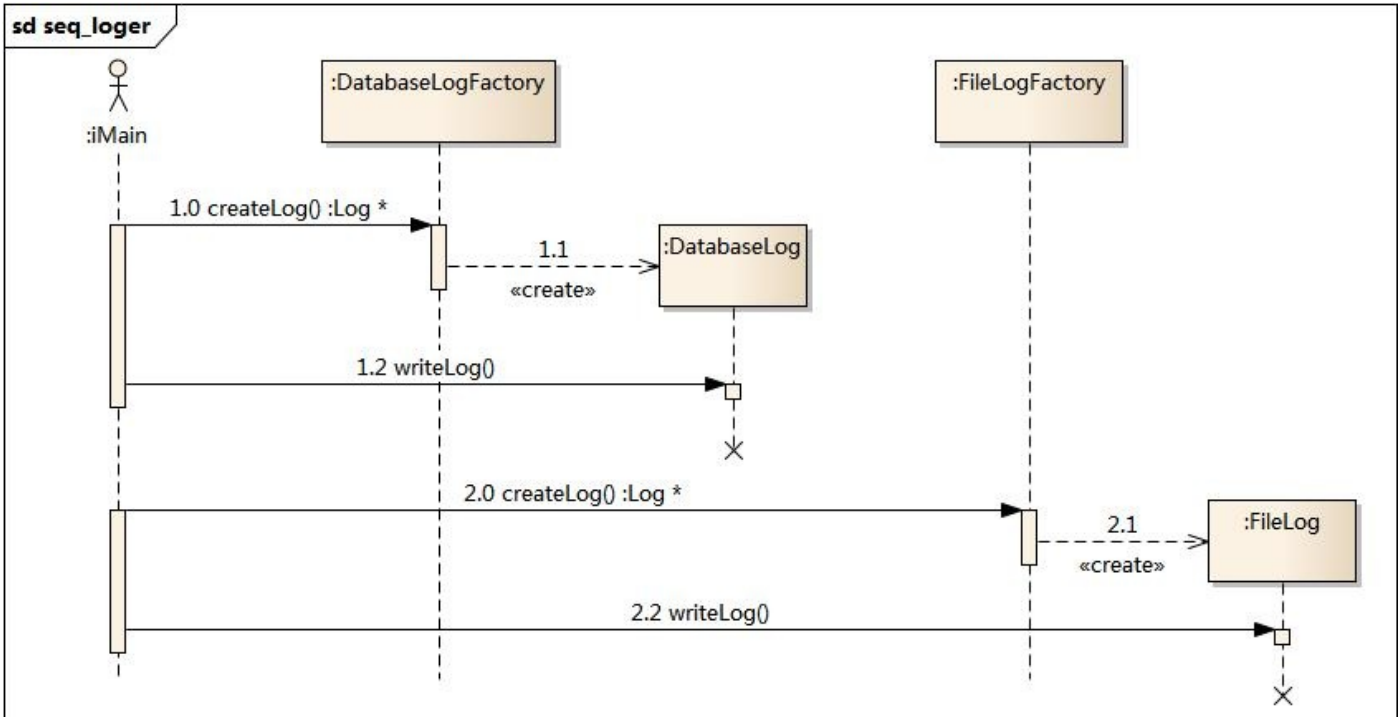 sd seq_loger
:iMain
:DatabaseLogFactory
:FileLogFactory
1.0 createLog() :Log *
1.1
«create»
:DatabaseLog
1.2 writeLog()
2.0 createLog() :Log *
2.1
«create»
:FileLog
2.2 writeLog()